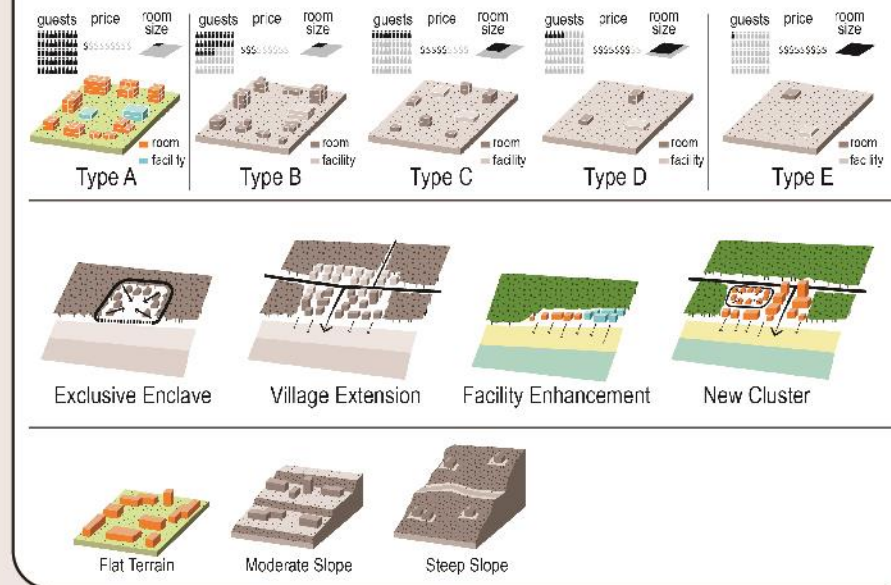 guests price room size
guests price room size
guests price room size
guests price room size
guests price room size
$$$$$$$$$
$$$$$$$$$
$$$$$$$$$
$$$$$$$$$
$$$$$$$$$
room
facility
room
facility
room
facility
room
facility
room
facility
Type A
Type B
Type C
Type D
Type E
Exclusive Enclave
Village Extension
Facility Enhancement
New Cluster
Flat Terrain
Moderate Slope
Steep Slope